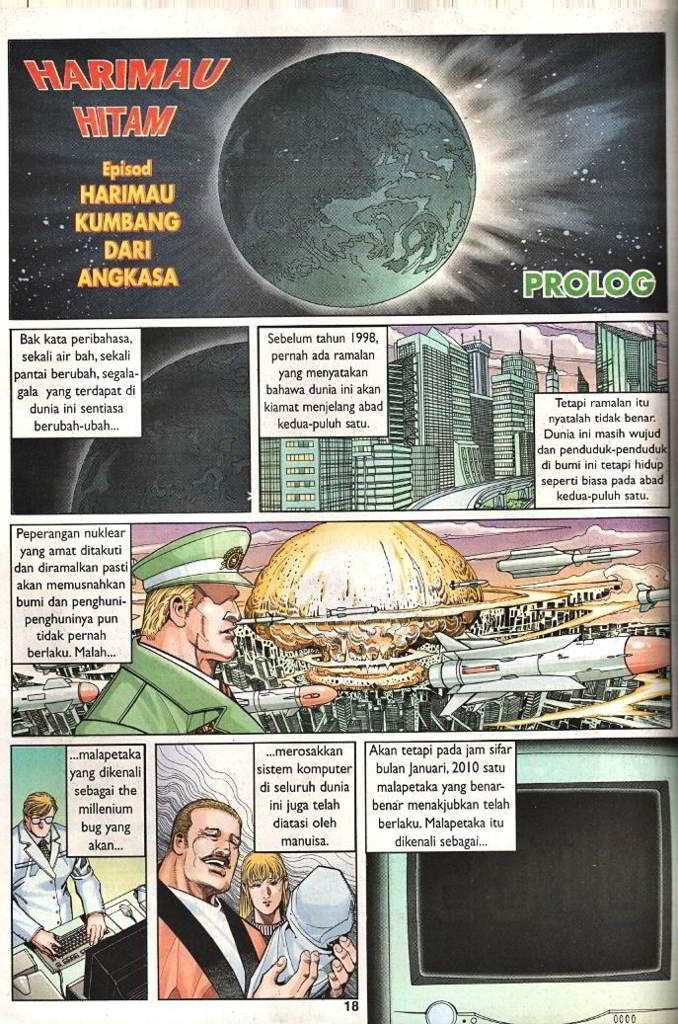 HARIMAU
HITAM
Episod
HARIMAU
KUMBANG
DARI
ANGKASA
PROLOG
Bak kata peribahasa,
sekali air bah, sekali
pantai berubah, segala-
gala yang terdapat di
dunia ini sentiasa
berubah-ubah...
Sebelum tahun 1998,
pernah ada ramalan
yang menyatakan
bahawa dunia ini akan
kiamat menjelang abad
kedua-puluh satu.
Tetapi ramalan itu
nyatalah tidak benar.
Dunia ini masih wujud
dan penduduk-penduduk
di bumi ini tetapi hidup
seperti biasa pada abad
kedua-puluh satu.
Peperangan nuklear
yang amat ditakuti
dan diramalkan pasti
akan memusnahkan
bumi dan penghuni-
penghuninya pun
tidak pernah
berlaku. Malah...
...malapetaka
yang dikenali
sebagai the
millenium
bug yang
akan...
...merosakkan
sistem komputer
di seluruh dunia
ini juga telah
diatasi oleh
manuisa.
Akan tetapi pada jam sifar
bulan Januari, 2010 satu
malapetaka yang benar-
benar menakjubkan telah
berlaku. Malapetaka itu
dikenali sebagai...
18